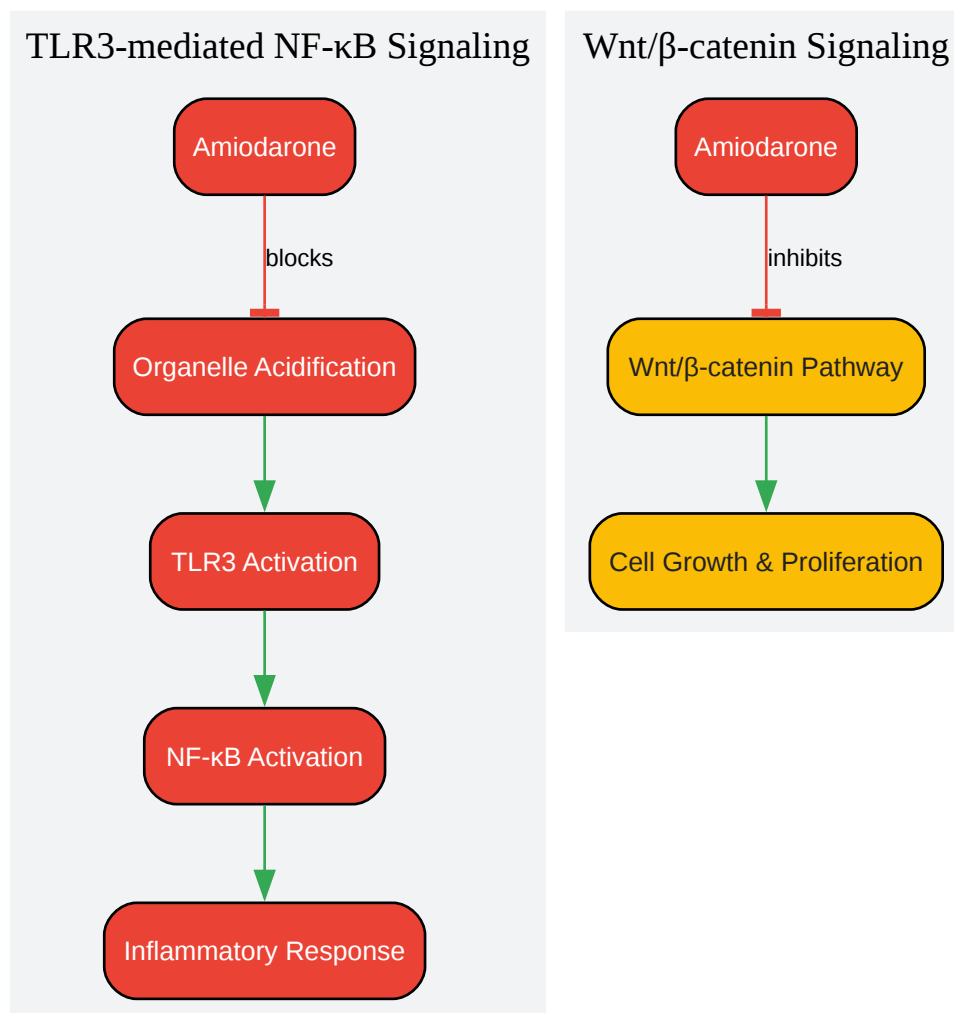 TLR3-mediated NF-κB Signaling
Amiodarone
blocks
Organelle Acidification
TLR3 Activation
NF-κB Activation
Inflammatory Response
Wnt/β-catenin Signaling
Amiodarone
inhibits
Wnt/β-catenin Pathway
Cell Growth & Proliferation